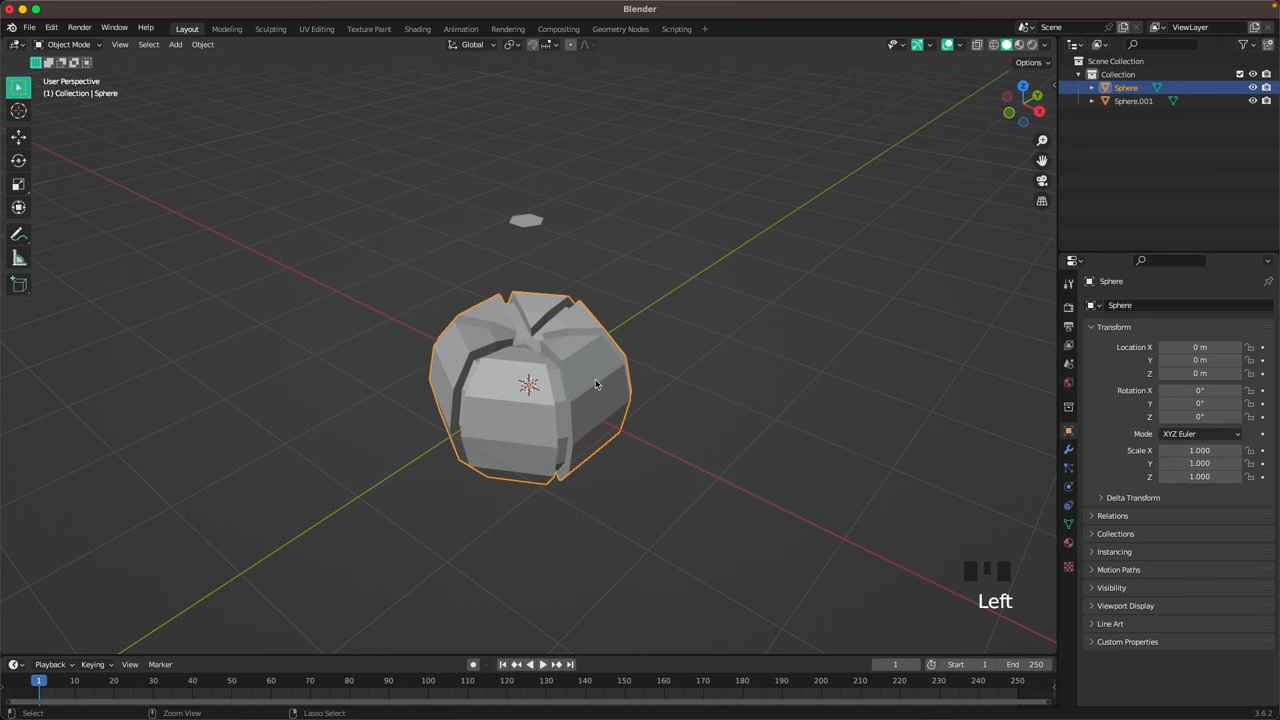 Blender
File Edit Render Window Help
Layout Modeling Sculpting UV Editing Texture Paint Shading Animation Rendering Compositing Geometry Nodes Scripting +
Scene
ViewLayer
Object Mode View Select Add Object
Global
Options
User Perspective
(1) Collection | Sphere
Z
Y
X
Scene Collection
Collection
Sphere
Sphere.001
Sphere
Sphere
Transform
Location X 0 m
Y 0 m
Z 0 m
Rotation X 0°
Y 0°
Z 0°
Mode XYZ Euler
Scale X 1.000
Y 1.000
Z 1.000
Delta Transform
Relations
Collections
Instancing
Motion Paths
Visibility
Viewport Display
Line Art
Custom Properties
Left
Playback Keying View Marker
1 Start 1 End 250
1 10 20 30 40 50 60 70 80 90 100 110 120 130 140 150 160 170 180 190 200 210 220 230 240 250
Select Zoom View Lasso Select 3.6.2